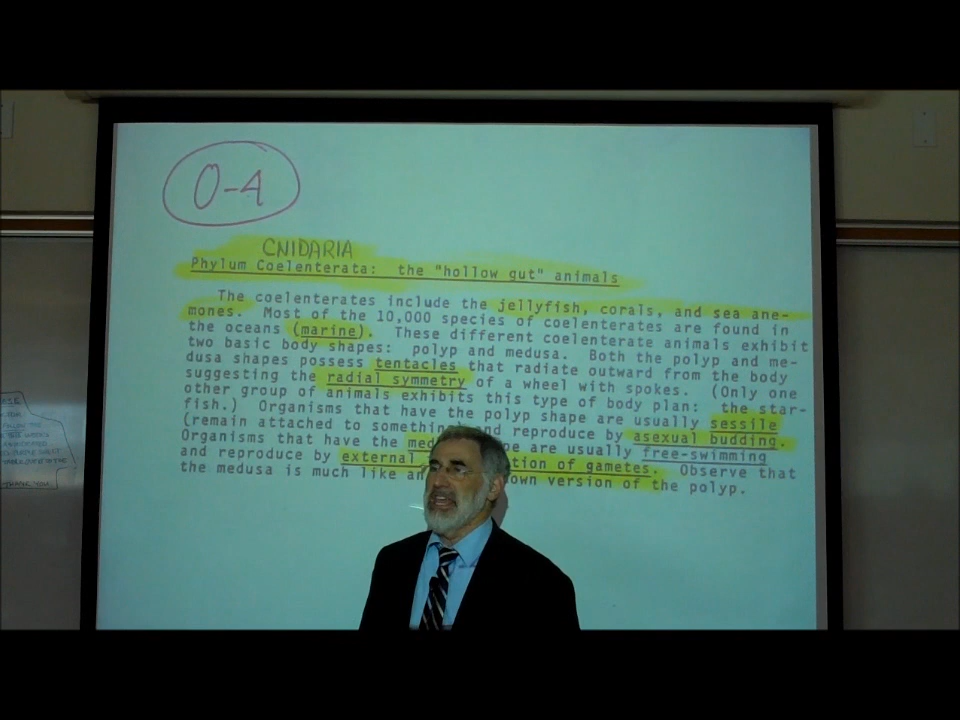 0-4
CNIDARIA
Phylum Coelenterata: the "hollow gut" animals
The coelenterates include the jellyfish, corals, and sea ane-
mones. Most of the 10,000 species of coelenterates are found in
the oceans (marine). These different coelenterate animals exhibit
two basic body shapes: polyp and medusa. Both the polyp and me-
dusa shapes possess tentacles that radiate outward from the body
suggesting the radial symmetry of a wheel with spokes. (Only one
other group of animals exhibits this type of body plan: the star-
fish.) Organisms that have the polyp shape are usually sessile
(remain attached to something and reproduce by asexual budding.
Organisms that have the are usually free-swimming
and reproduce by external of gametes. Observe that
the medusa is much like an version of the polyp.
THANK YOU